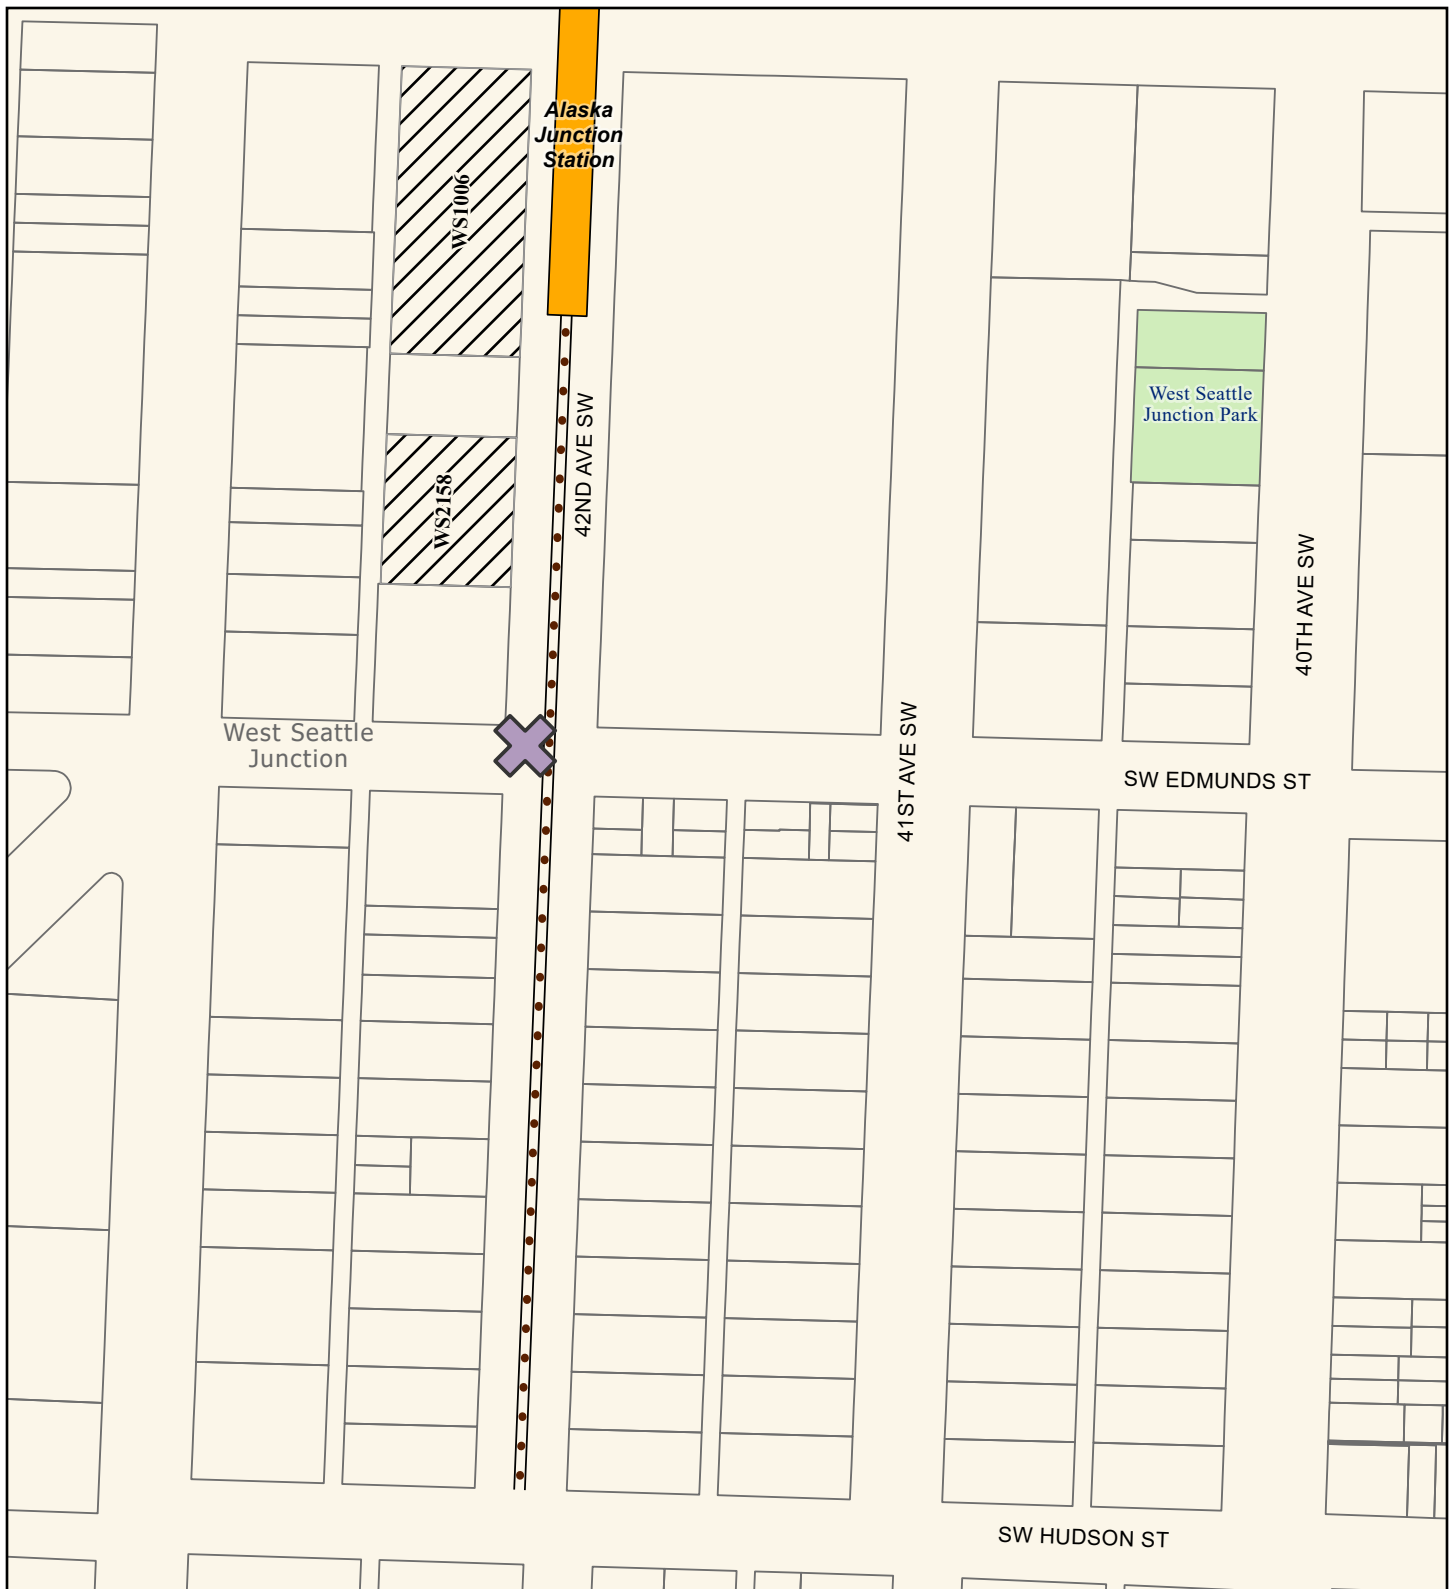 Alaska
Junction
Station
WS1006
West Seattle
Junction Park
42ND AVE SW
WS2158
40TH AVE SW
West Seattle
Junction
41ST AVE SW
SW EDMUNDS ST
SW HUDSON ST